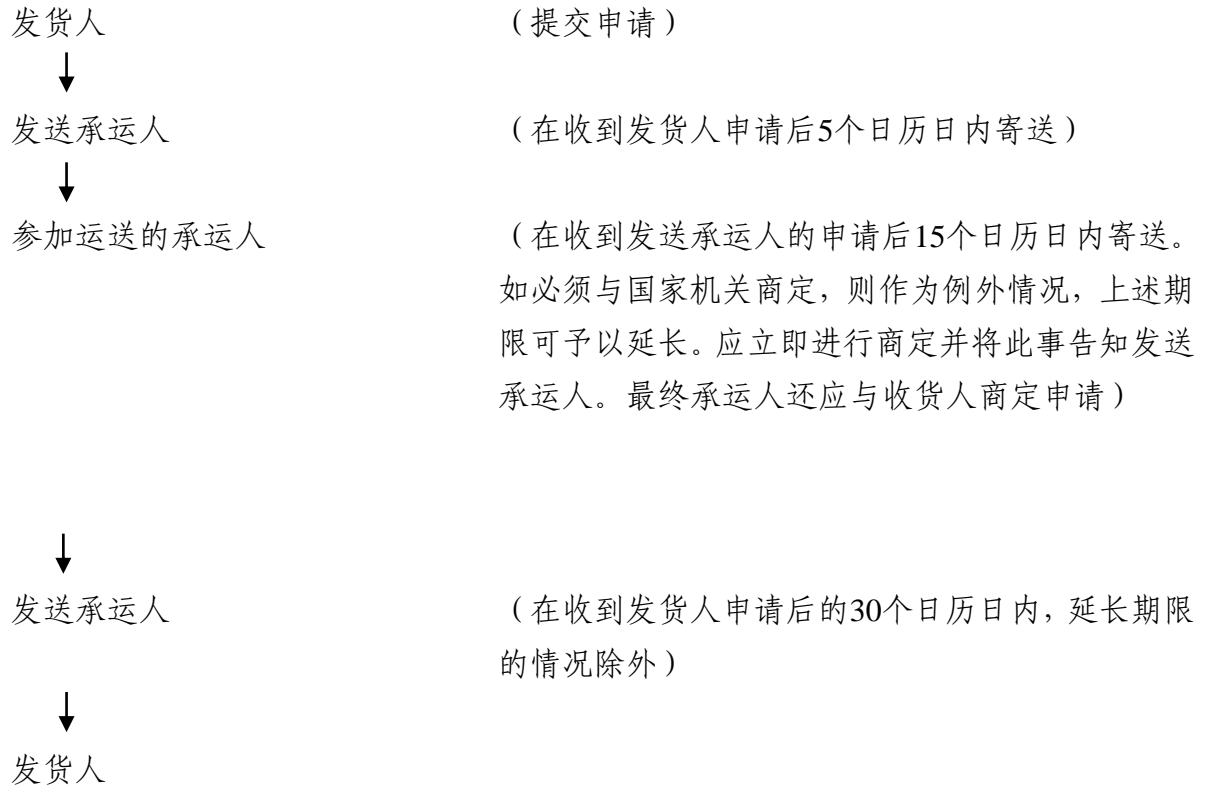 发货人 （提交申请）
发送承运人 （在收到发货人申请后5个日历日内寄送）
参加运送的承运人 （在收到发送承运人的申请后15个日历日内寄送。
如必须与国家机关商定，则作为例外情况，上述期
限可予以延长。应立即进行商定并将此事告知发送
承运人。最终承运人还应与收货人商定申请）
发送承运人 （在收到发货人申请后的30个日历日内，延长期限
的情况除外）
发货人